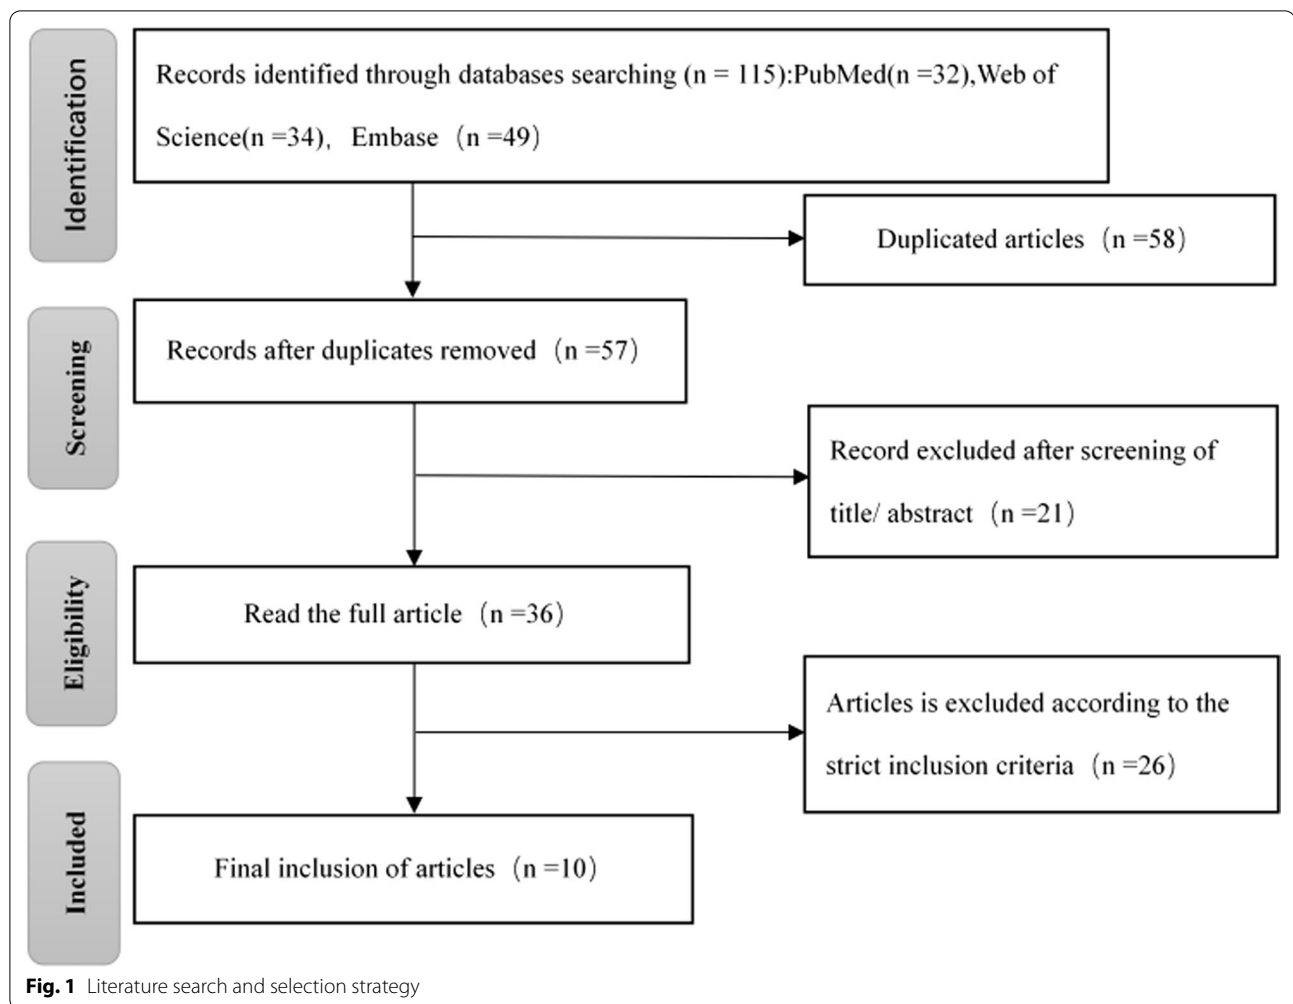 Identification
Records identified through databases searching (n = 115):PubMed(n =32),Web of
Science(n =34), Embase (n =49)
Duplicated articles (n =58)
Screening
Records after duplicates removed (n =57)
Record excluded after screening of
title/ abstract (n =21)
Eligibility
Read the full article (n =36)
Articles is excluded according to the
strict inclusion criteria (n =26)
Included
Final inclusion of articles (n =10)
Fig. 1 Literature search and selection strategy